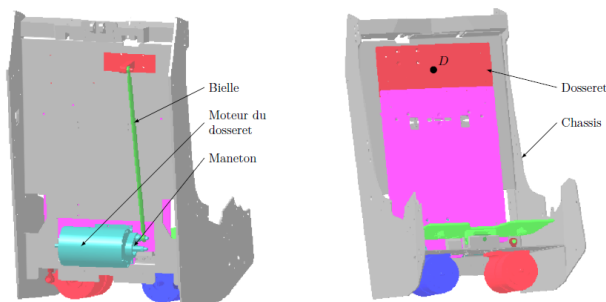 Bielle
Moteur du
dosseret
Maneton
D
Dosseret
Chassis